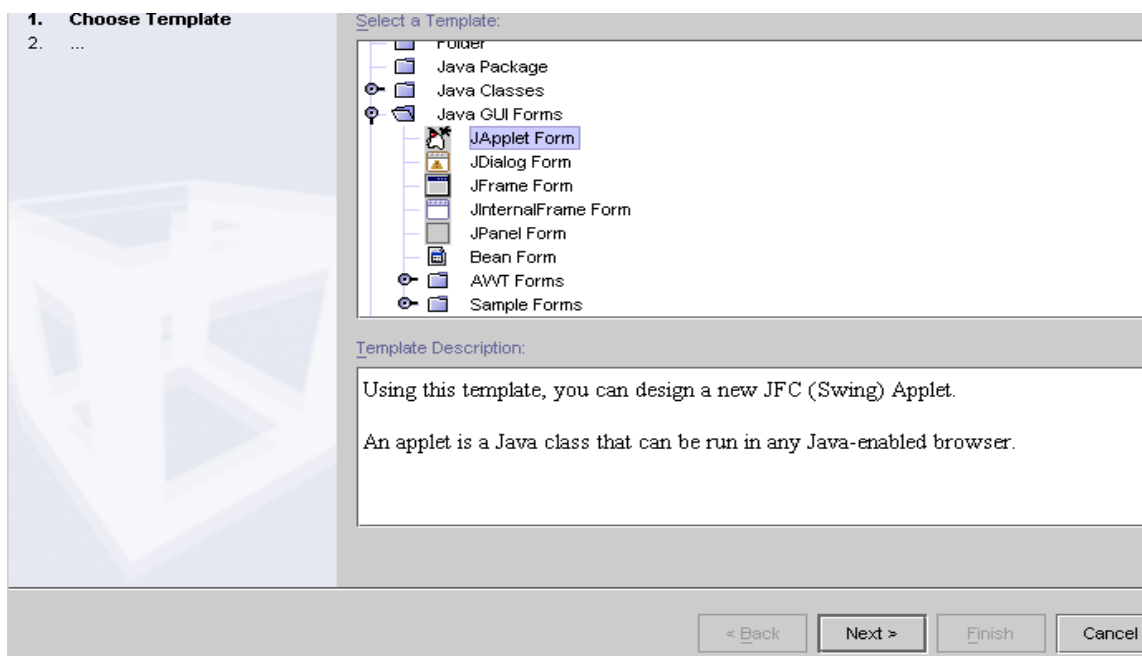 1. Choose Template
2. ...
Select a Template:
Folder
Java Package
Java Classes
Java GUI Forms
JApplet Form
JDialog Form
JFrame Form
JInternalFrame Form
JPanel Form
Bean Form
AWT Forms
Sample Forms
Template Description:
Using this template, you can design a new JFC (Swing) Applet.
An applet is a Java class that can be run in any Java-enabled browser.
< Back Next > Finish Cancel